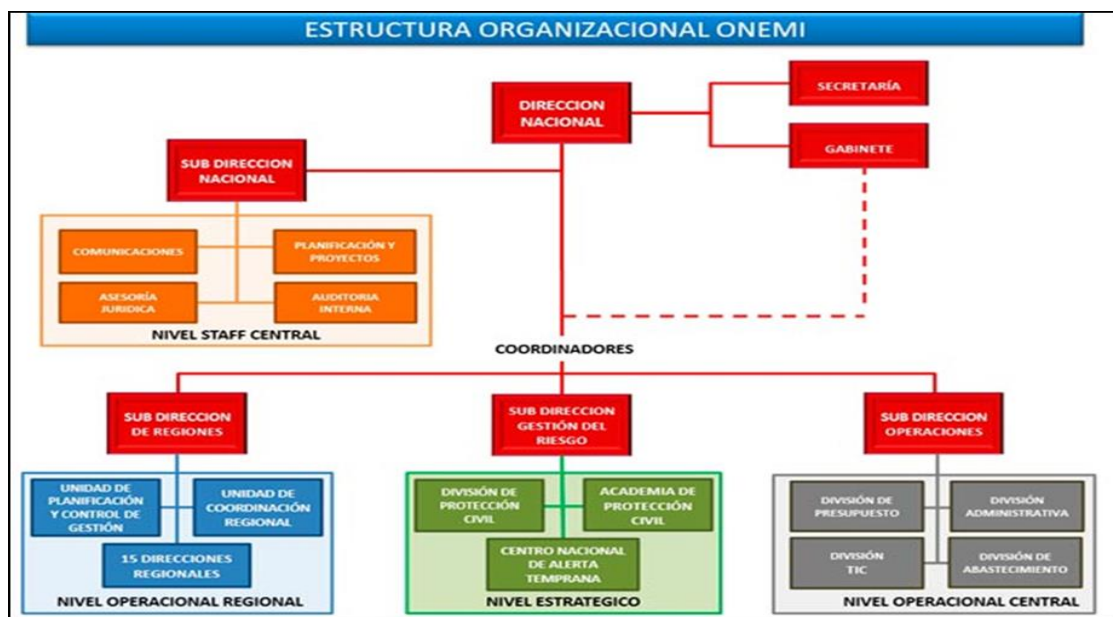 ESTRUCTURA ORGANIZACIONAL ONEMI
DIRECCION
NACIONAL
SECRETARÍA
GABINETE
SUB DIRECCION
NACIONAL
COMUNICACIONES
PLANIFICACIÓN Y
PROYECTOS
ASESORÍA
JURIDICA
AUDITORIA
INTERNA
NIVEL STAFF CENTRAL
COORDINADORES
SUB DIRECCION
DE REGIONES
SUB DIRECCION
GESTIÓN DEL
RIESGO
SUB DIRECCION
OPERACIONES
UNIDAD DE
PLANIFICACIÓN
Y CONTROL DE
GESTIÓN
UNIDAD DE
COORDINACIÓN
REGIONAL
15 DIRECCIONES
REGIONALES
NIVEL OPERACIONAL REGIONAL
DIVISIÓN DE
PROTECCIÓN
CIVIL
ACADEMIA DE
PROTECCIÓN
CIVIL
CENTRO NACIONAL
DE ALERTA
TEMPRANA
NIVEL ESTRATEGICO
DIVISIÓN DE
PRESUPUESTO
DIVISIÓN
ADMINISTRATIVA
DIVISIÓN
TIC
DIVISIÓN DE
ABASTECIMIENTO
NIVEL OPERACIONAL CENTRAL